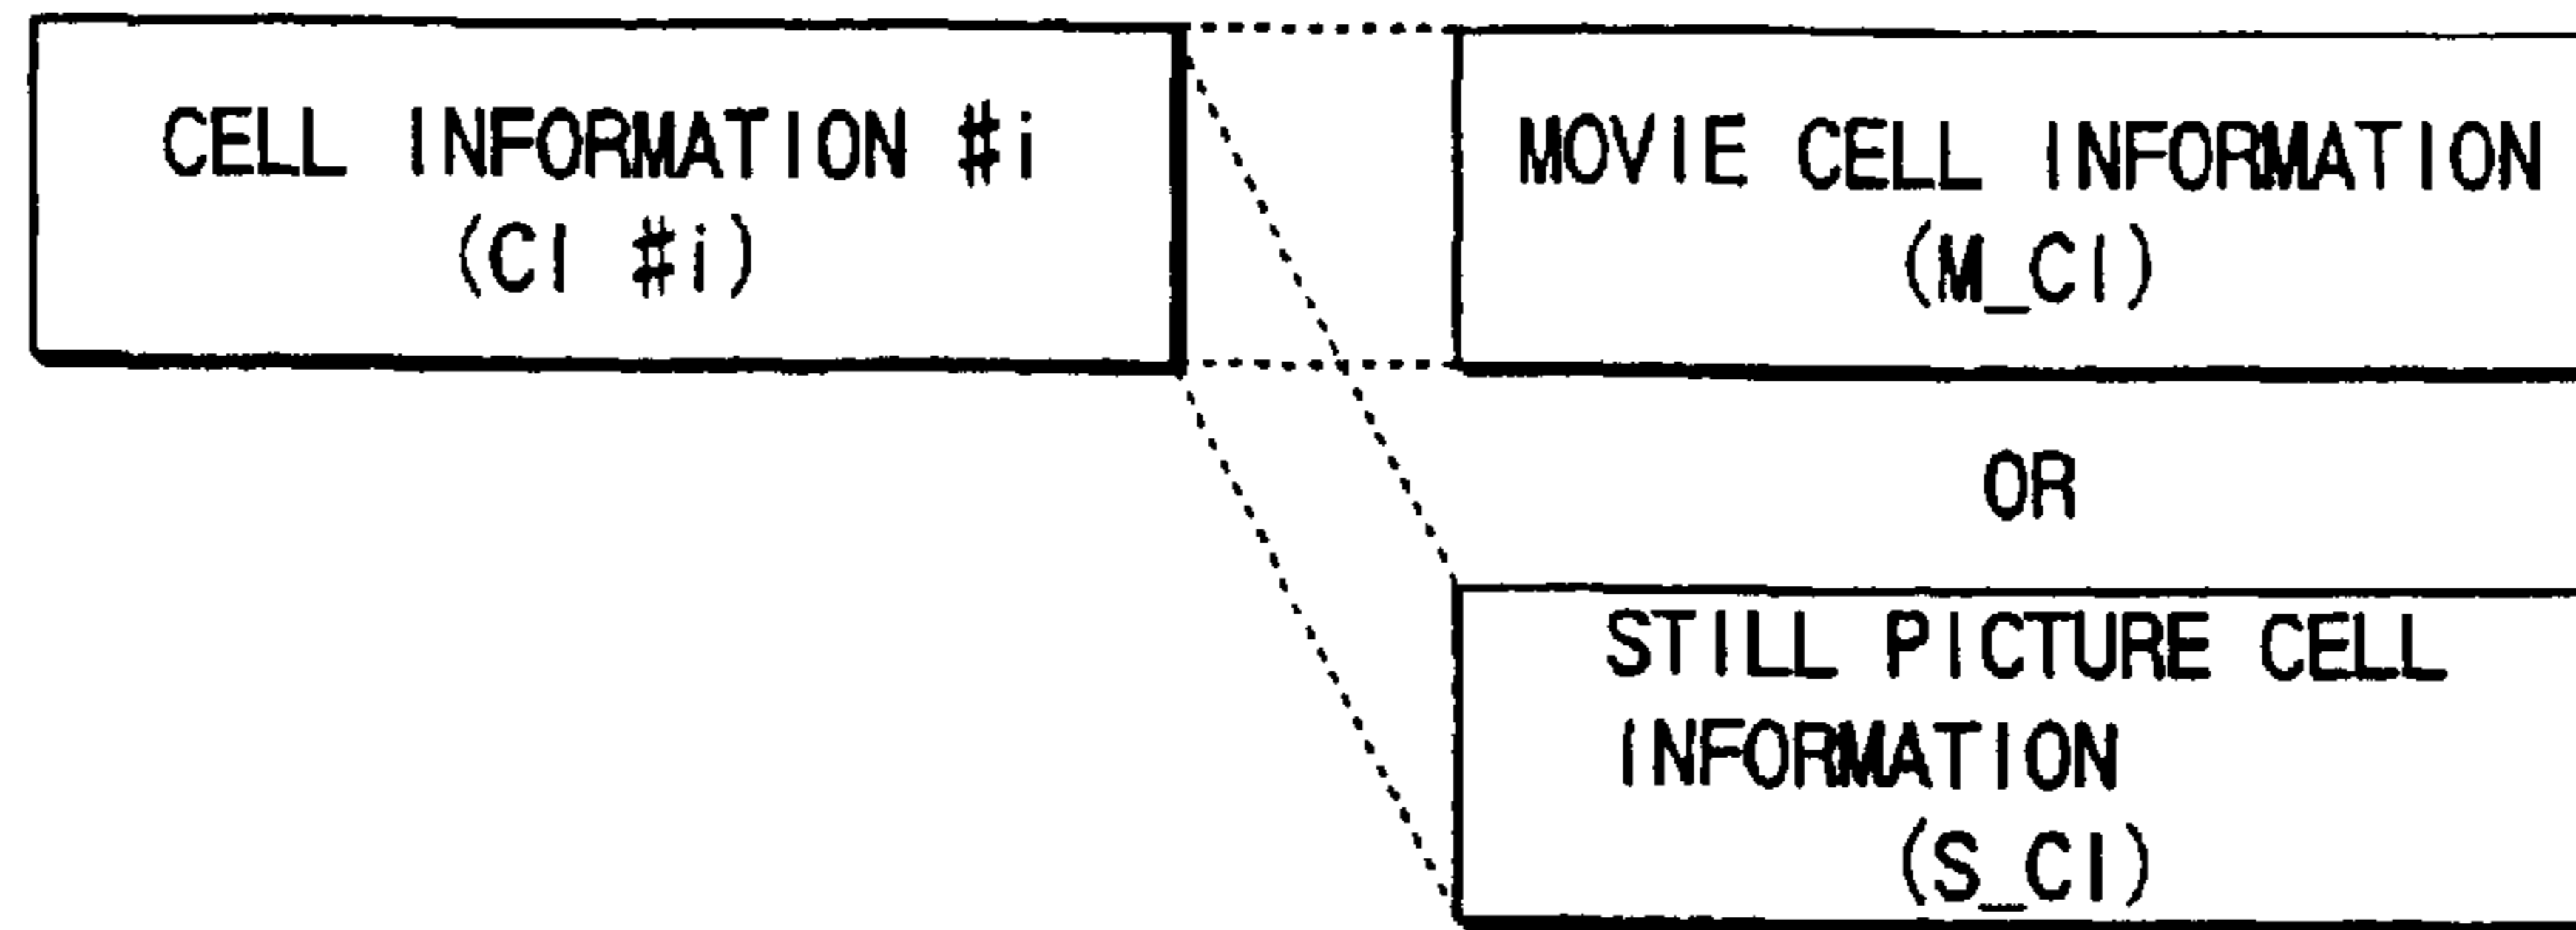 CELL INFORMATION #i
(CI #i)
MOVIE CELL INFORMATION
(M_CI)
OR
STILL PICTURE CELL
INFORMATION
(S_CI)